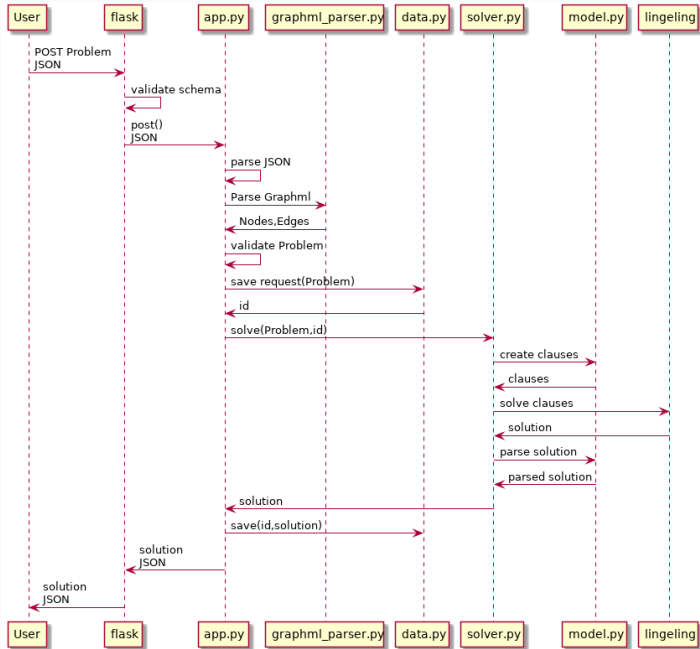 User flask app.py graphml_parser.py data.py solver.py model.py lingeling
POST Problem
JSON
validate schema
post()
JSON
parse JSON
Parse Graphml
Nodes,Edges
validate Problem
save request(Problem)
id
solve(Problem,id)
create clauses
clauses
solve clauses
solution
parse solution
parsed solution
solution
save(id,solution)
solution
JSON
solution
JSON
User flask app.py graphml_parser.py data.py solver.py model.py lingeling